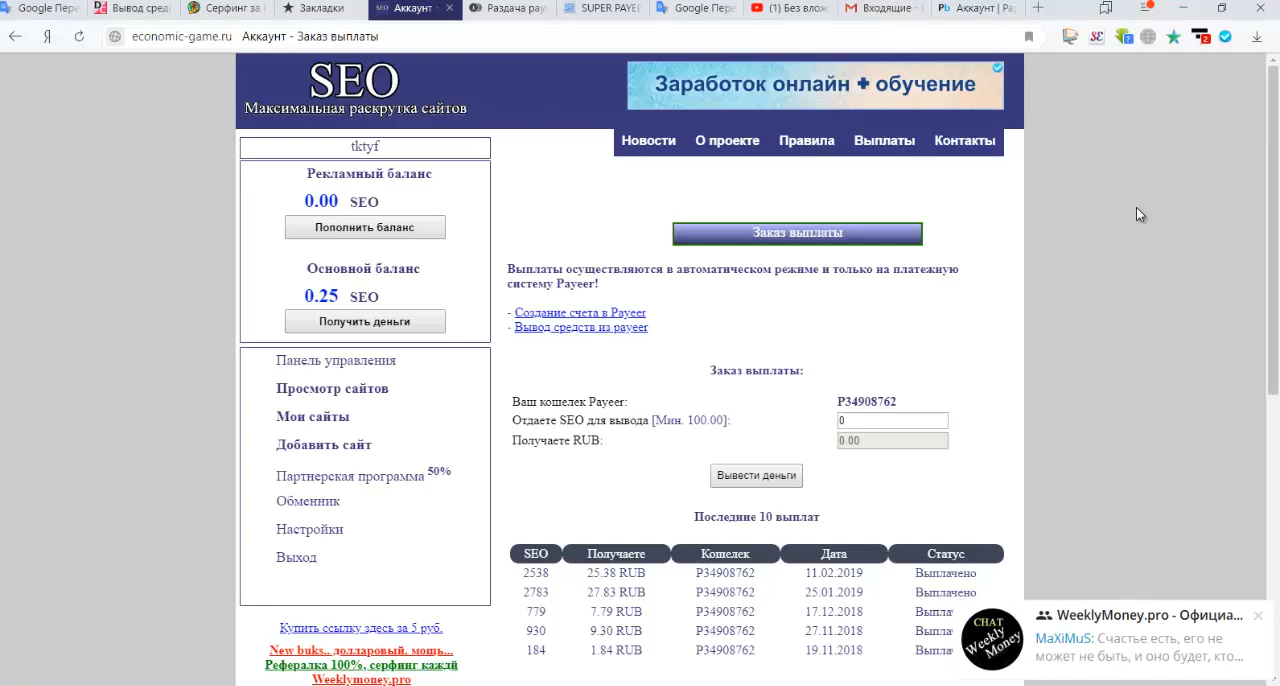 Google Пере
Вывод сред
Серфинг за
Закладки
Аккаунт -
Раздача pay
SUPER PAYEE
Google Пере
(1) Без влож
Входящие -
Аккаунт | Pa
economic-game.ru Аккаунт - Заказ выплаты
SEO
Максимальная раскрутка сайтов
Заработок онлайн + обучение
Новости О проекте Правила Выплаты Контакты
tktyf
Рекламный баланс
0.00 SEO
Пополнить баланс
Основной баланс
0.25 SEO
Получить деньги
Панель управления
Просмотр сайтов
Мои сайты
Добавить сайт
Партнерская программа 50%
Обменник
Настройки
Выход
Купить ссылку здесь за 5 руб.
New buks.. долларовый. мощь...
Рефералка 100%, серфинг каждй
Weeklymoney.pro
Заказ выплаты
Выплаты осуществляются в автоматическом режиме и только на платежную
систему Payeer!
- Создание счета в Payeer
- Вывод средств из payeer
Заказ выплаты:
Ваш кошелек Payeer: P34908762
Отдаете SEO для вывода [Мин. 100.00]: 0
Получаете RUB: 0.00
Вывести деньги
Последние 10 выплат
SEO Получаете Кошелек Дата Статус
2538 25.38 RUB P34908762 11.02.2019 Выплачено
2783 27.83 RUB P34908762 25.01.2019 Выплачено
779 7.79 RUB P34908762 17.12.2018 Выпла
930 9.30 RUB P34908762 27.11.2018 Выпла
184 1.84 RUB P34908762 19.11.2018 Выпла
CHAT
Weekly
Money
WeeklyMoney.pro - Официа...
MaXiMuS: Счастье есть, его не
может не быть, и оно будет, кто...